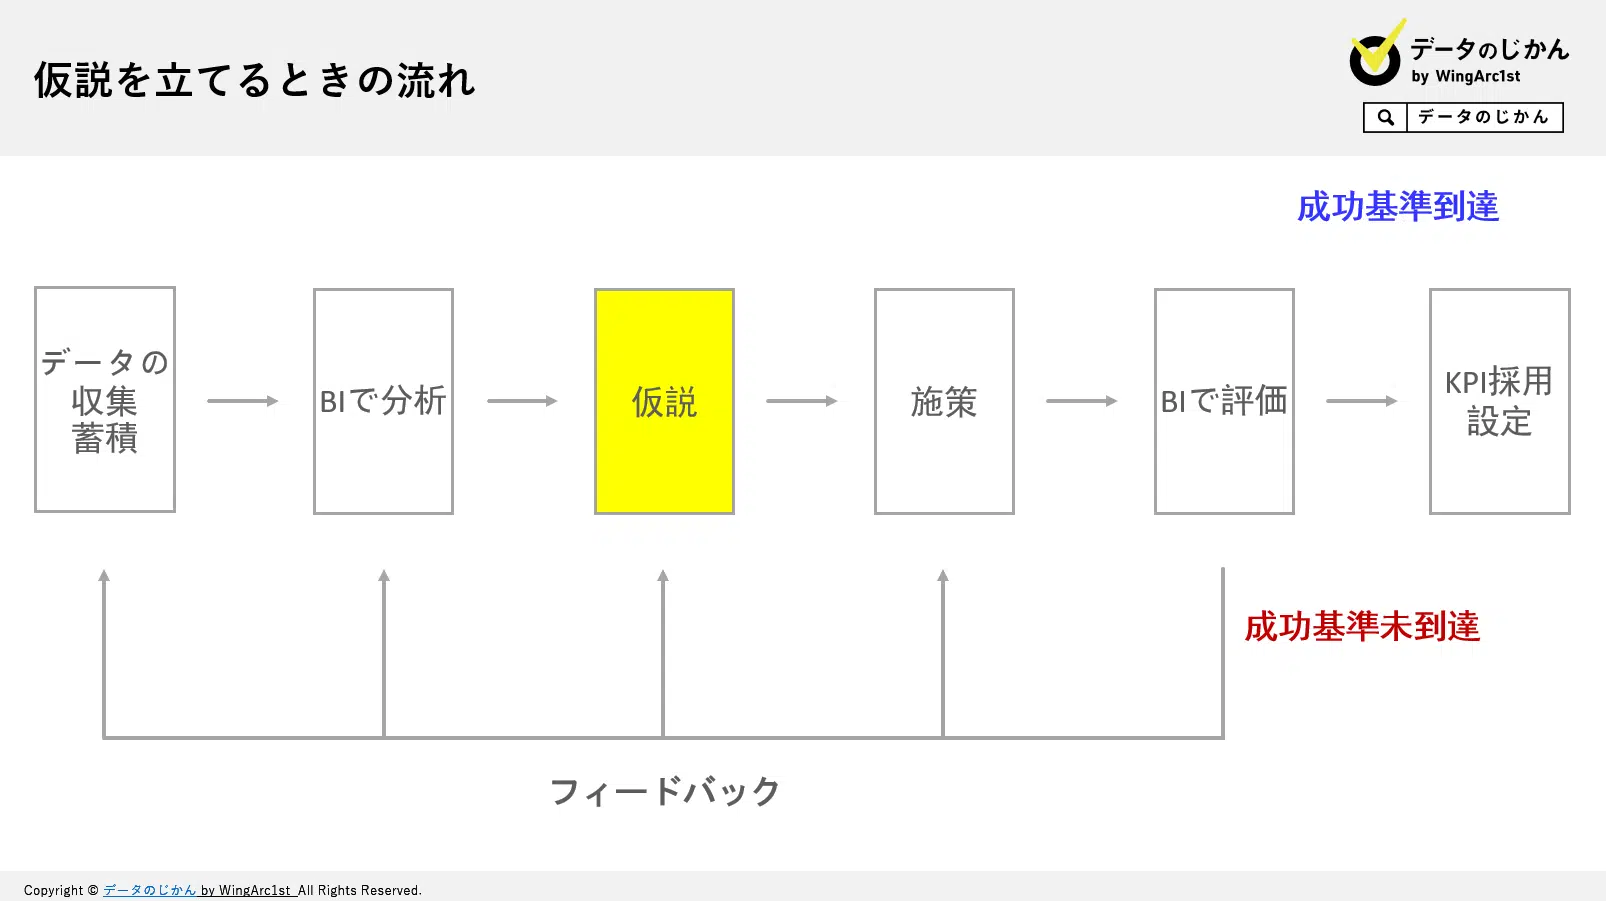 仮説を立てるときの流れ
データのじかん
by WingArc1st
データのじかん
成功基準到達
データの
収集
蓄積
BIで分析
仮説
施策
BIで評価
KPI採用
設定
成功基準未到達
フィードバック
Copyright © データのじかん by WingArc1st All Rights Reserved.